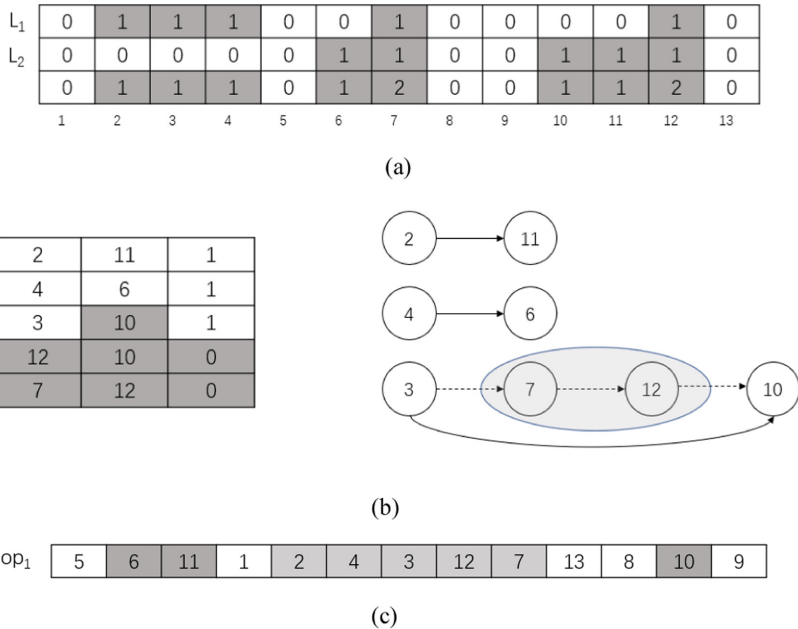 L1 0 1 1 1 0 0 1 0 0 0 0 1 0
L2 0 0 0 0 0 1 1 0 0 1 1 1 0
0 1 1 1 0 1 2 0 0 1 1 2 0
1 2 3 4 5 6 7 8 9 10 11 12 13
(a)
2 11 1
4 6 1
3 10 1
12 10 0
7 12 0
2 11
4 6
3 7 12 10
(b)
op1 5 6 11 1 2 4 3 12 7 13 8 10 9
(c)